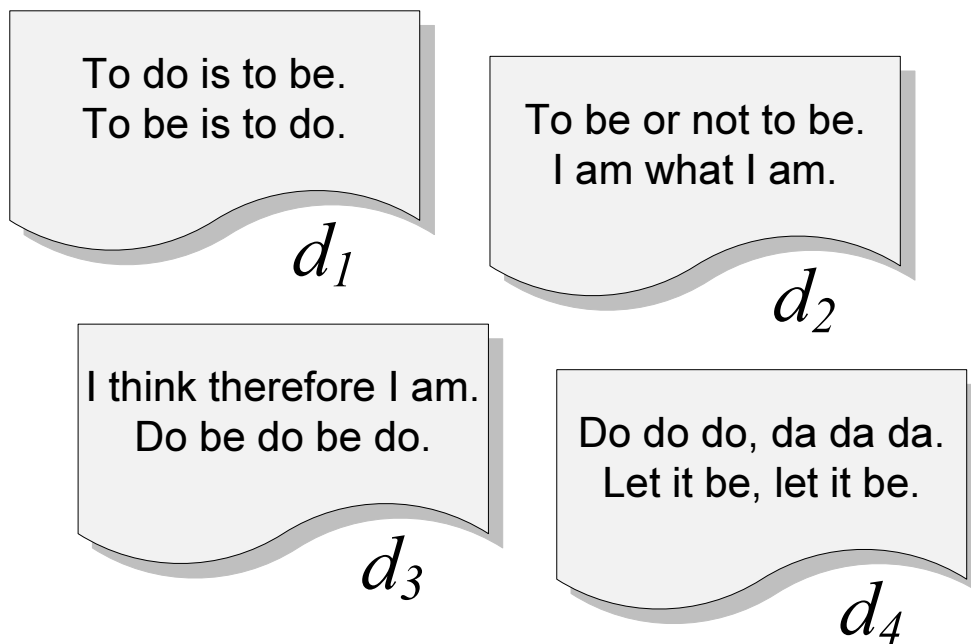 To do is to be.
To be is to do.
d1
To be or not to be.
I am what I am.
d2
I think therefore I am.
Do be do be do.
d3
Do do do, da da da.
Let it be, let it be.
d4